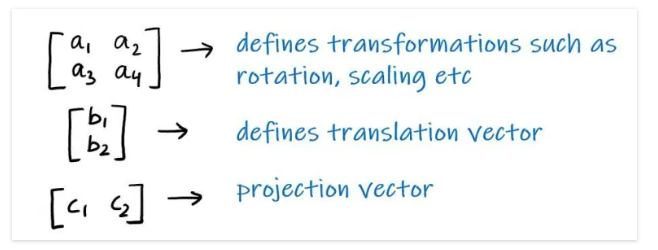 [a₁ a₂
a₃ a₄] → defines transformations such as
rotation, scaling etc
[b₁
b₂] → defines translation vector
[c₁ c₂] → projection vector